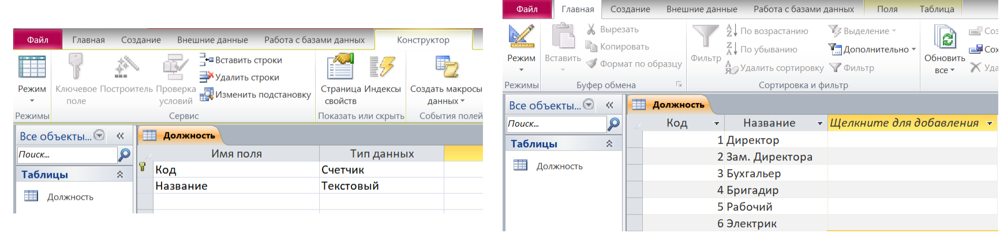 Файл Главная Создание Внешние данные Работа с базами данных Конструктор
Режим
Ключевое поле
Построитель
Проверка условий
Вставить строки
Удалить строки
Изменить подстановку
Страница свойств
Индексы
Создать макросы данных
Режимы Сервис Показать или скрыть События полей
Все объекты...
Поиск...
Таблицы
Должность
Должность
Имя поля Тип данных
Код Счетчик
Название Текстовый
Файл Главная Создание Внешние данные Работа с базами данных Поля Таблица
Режим
Вставить
Вырезать
Копировать
Формат по образцу
Фильтр
По возрастанию
По убыванию
Удалить сортировку
Выделение
Дополнительно
Фильтр
Обновить все
Соз
Сох
Уда
Режимы Буфер обмена Сортировка и фильтр
Все объекты...
Поиск...
Таблицы
Должность
Должность
Код Название Щелкните для добавления
1 Директор
2 Зам. Директора
3 Бухгальер
4 Бригадир
5 Рабочий
6 Электрик